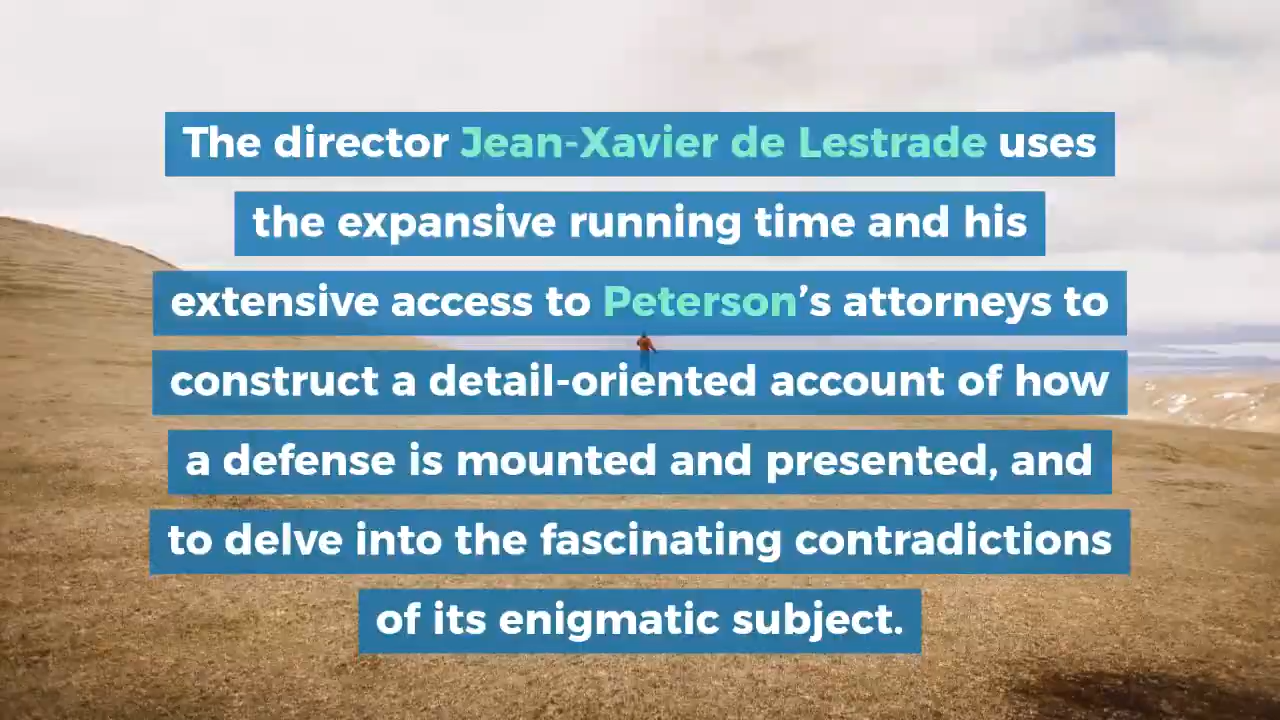 The director Jean-Xavier de Lestrade uses
the expansive running time and his
extensive access to Peterson’s attorneys to
construct a detail-oriented account of how
a defense is mounted and presented, and
to delve into the fascinating contradictions
of its enigmatic subject.